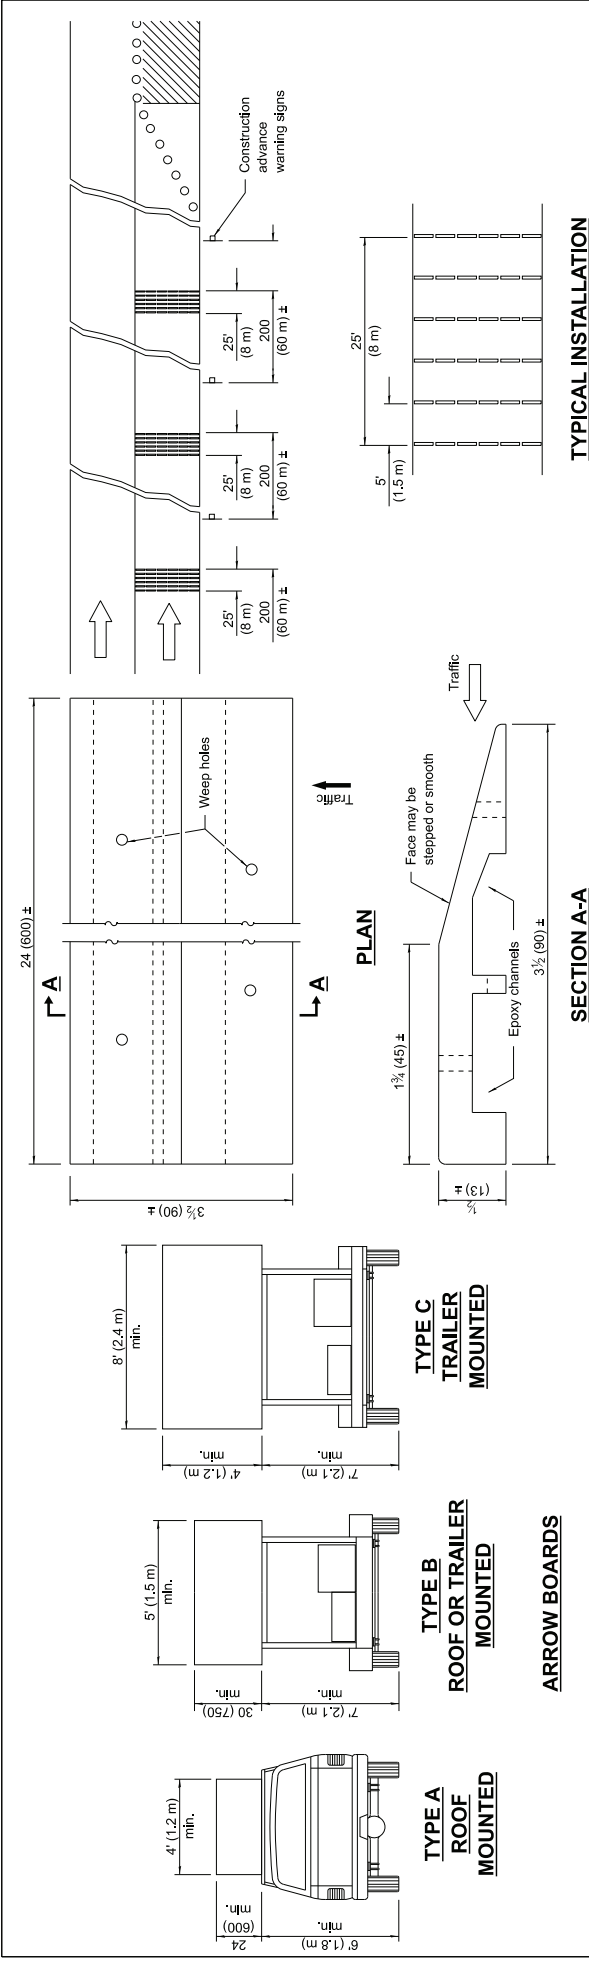 4' (1.2 m)
min.
24
(600)
min.
6' (1.8 m)
min.
TYPE A
ROOF
MOUNTED
5' (1.5 m)
min.
30 (750)
min.
7' (2.1 m)
min.
TYPE B
ROOF OR TRAILER
MOUNTED
8' (2.4 m)
min.
4' (1.2 m)
min.
7' (2.1 m)
min.
TYPE C
TRAILER
MOUNTED
ARROW BOARDS
24 (600) ±
A
A
3½ (90) ±
Weep holes
Traffic
PLAN
1¾ (45) ±
½
(13) ±
Face may be
stepped or smooth
Traffic
Epoxy channels
3½ (90) ±
SECTION A-A
25'
(8 m)
200
(60 m) ±
25'
(8 m)
200
(60 m) ±
25'
(8 m)
200
(60 m) ±
Construction
advance
warning signs
25'
(8 m)
5'
(1.5 m)
TYPICAL INSTALLATION